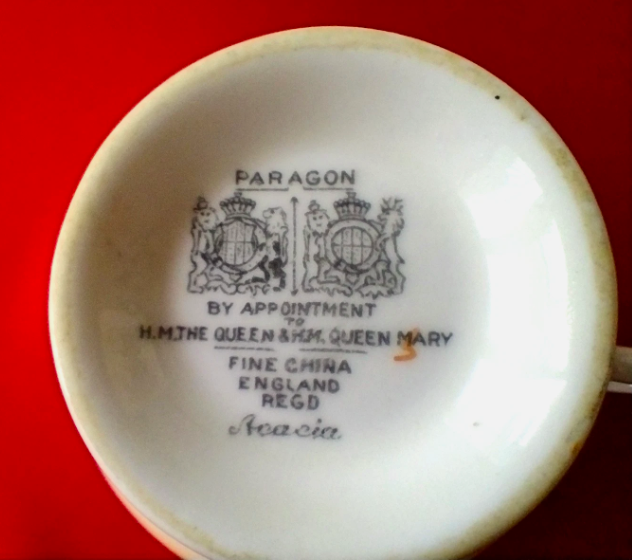 PARAGON
BY APPOINTMENT
TO
H.M.THE QUEEN & H.M. QUEEN MARY
FINE CHINA
ENGLAND
REGD
Acacia